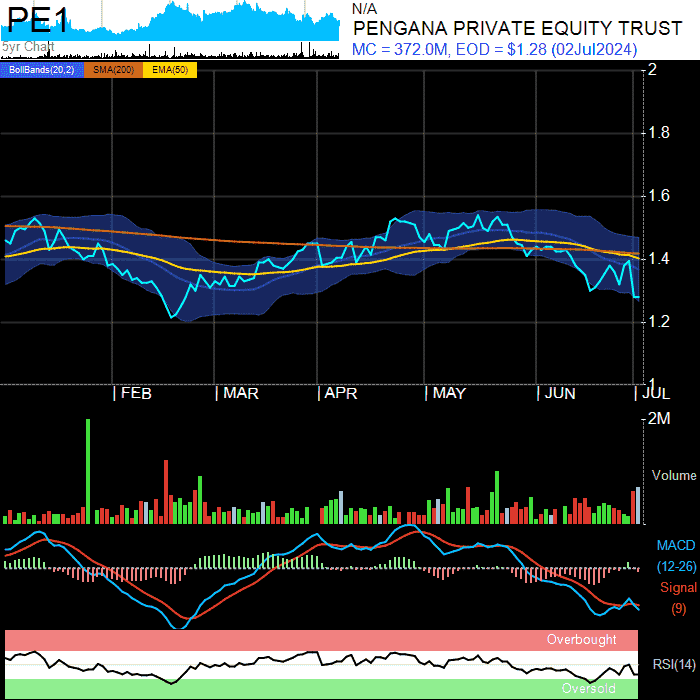 PE1
5yr Chart
N/A
PENGANA PRIVATE EQUITY TRUST
MC = 372.0M, EOD = $1.28 (02Jul2024)
BollBands(20,2) SMA(200) EMA(50)
2
1.8
1.6
1.4
1.2
1
FEB MAR APR MAY JUN JUL
2M
Volume
MACD
(12-26)
Signal
(9)
Overbought
RSI(14)
Oversold